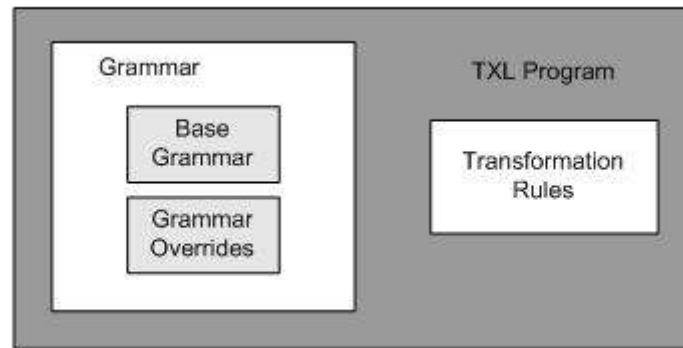 Grammar
TXL Program
Base
Grammar
Transformation
Rules
Grammar
Overrides